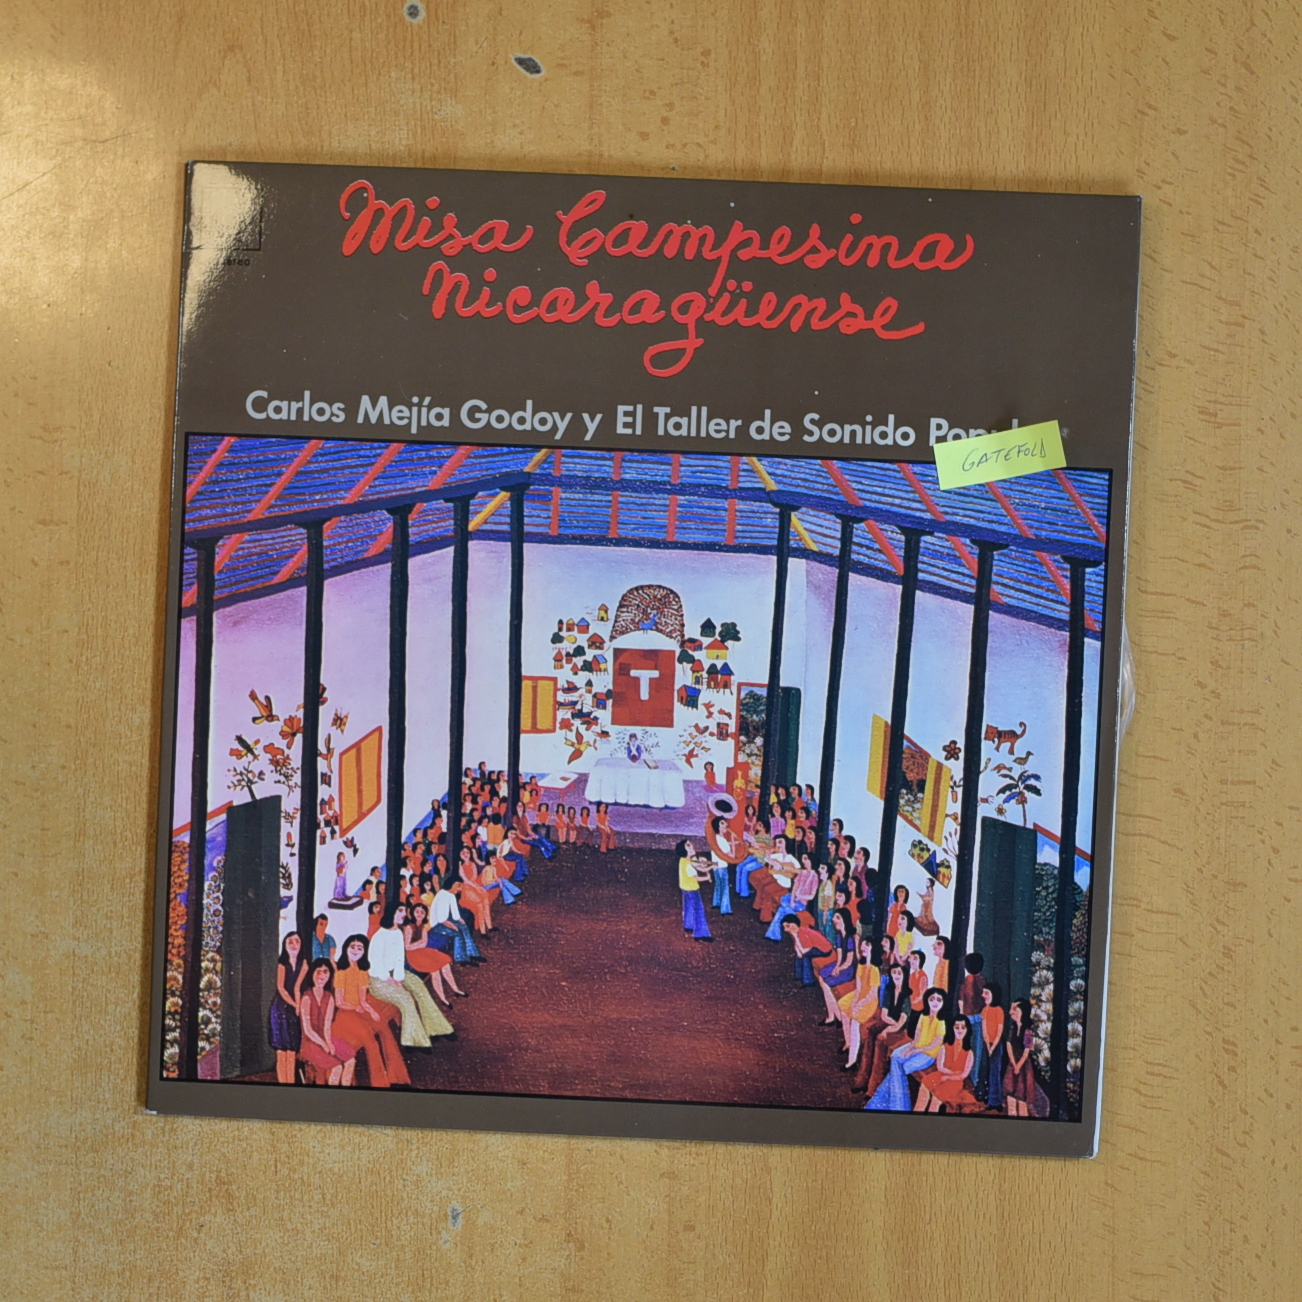 Misa Campesina
Nicaragüense
Carlos Mejía Godoy y El Taller de Sonido
GATEFOLD
T